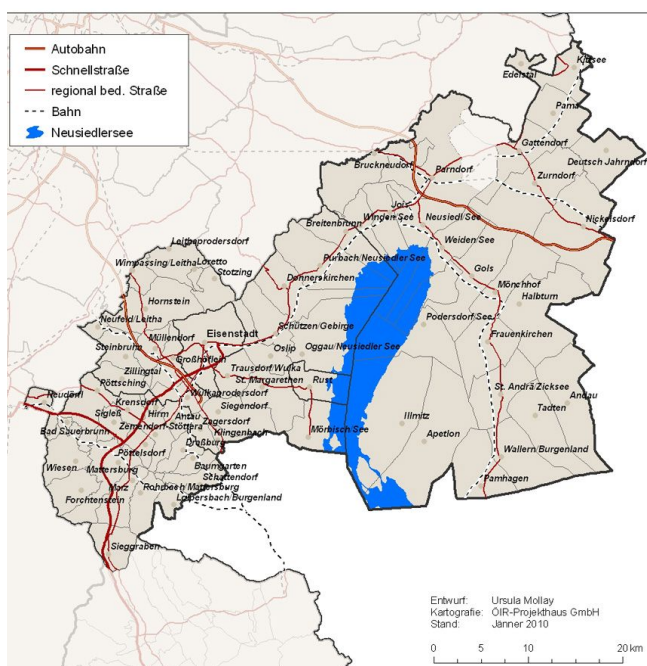 Autobahn
Schnellstraße
regional bed. Straße
Bahn
Neusiedlersee
Kittsee
Edelstal
Pama
Gattendorf
Deutsch Jahrndorf
Bruckneudorf
Parndorf
Zurndorf
Nickelsdorf
Jois
Winden See
Neusiedl/See
Breitenbrunn
Weiden/See
Leithaprodersdorf
Purbach/Neusiedler See
Wimpassing/Leitha
Loretto
Stotzing
Gols
Donnerskirchen
Mönchhof
Hornstein
Halbturn
Neufeld/Leitha
Schützen/Gebirge
Podersdorf/See
Müllendorf
Eisenstadt
Frauenkirchen
Steinbrunn
Großhöflein
Oslip
Oggau/Neusiedler See
Zillingtal
Trausdorf/Wulka
Pöttsching
St. Margarethen
Rust
St. Andrä/Zicksee
Neudörfl
Wulkaprodersdorf
Andau
Krensdorf
Siegendorf
Tadten
Sigleß
Hirm
Antau
Zagersdorf
Illmitz
Bad Sauerbrunn
Zemendorf-Stöttera
Klingenbach
Mörbisch See
Draßburg
Apetlon
Pöttelsdorf
Wallern/Burgenland
Wiesen
Mattersburg
Baumgarten
Schattendorf
Pamhagen
Marz
Rohrbach Mattersburg
Forchtenstein
Loipersbach/Burgenland
Sieggraben
Entwurf: Ursula Mollay
Kartografie: ÖIR-Projekthaus GmbH
Stand: Jänner 2010
0 5 10 20 km